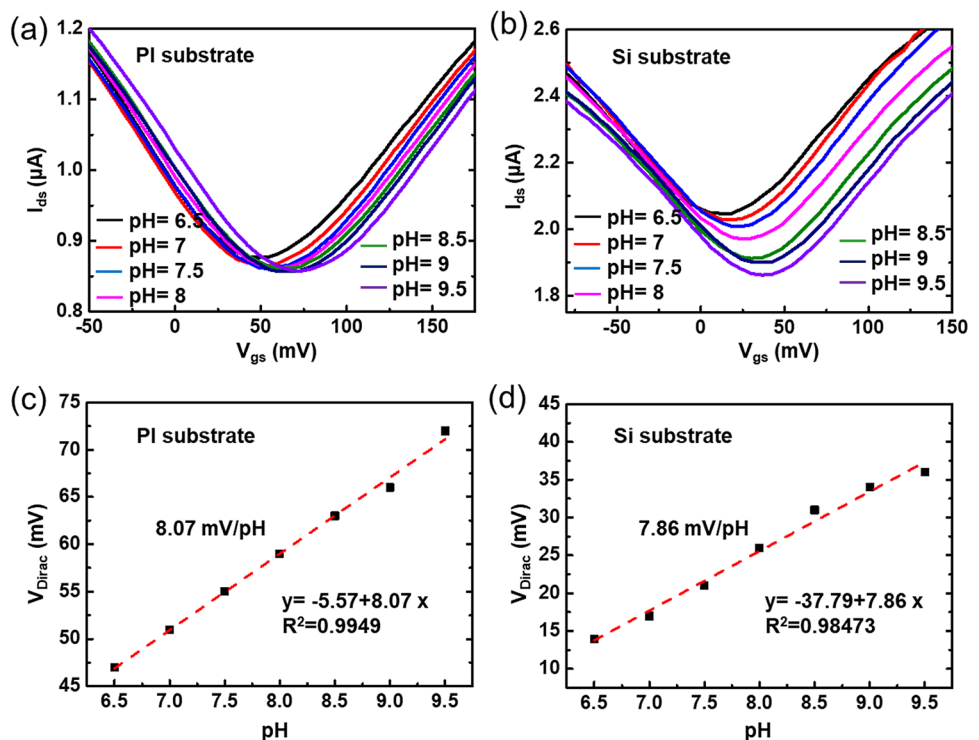 (a)
PI substrate
1.2
1.1
1.0
0.9
0.8
I_ds (µA)
pH= 6.5
pH= 7
pH= 7.5
pH= 8
pH= 8.5
pH= 9
pH= 9.5
-50 0 50 100 150
V_gs (mV)
(b)
Si substrate
2.6
2.4
2.2
2.0
1.8
I_ds (µA)
pH= 6.5
pH= 7
pH= 7.5
pH= 8
pH= 8.5
pH= 9
pH= 9.5
-50 0 50 100 150
V_gs (mV)
(c)
PI substrate
75
70
65
60
55
50
45
V_Dirac (mV)
8.07 mV/pH
y= -5.57+8.07 x
R²=0.9949
6.5 7.0 7.5 8.0 8.5 9.0 9.5
pH
(d)
Si substrate
45
40
35
30
25
20
15
10
V_Dirac (mV)
7.86 mV/pH
y= -37.79+7.86 x
R²=0.98473
6.5 7.0 7.5 8.0 8.5 9.0 9.5
pH